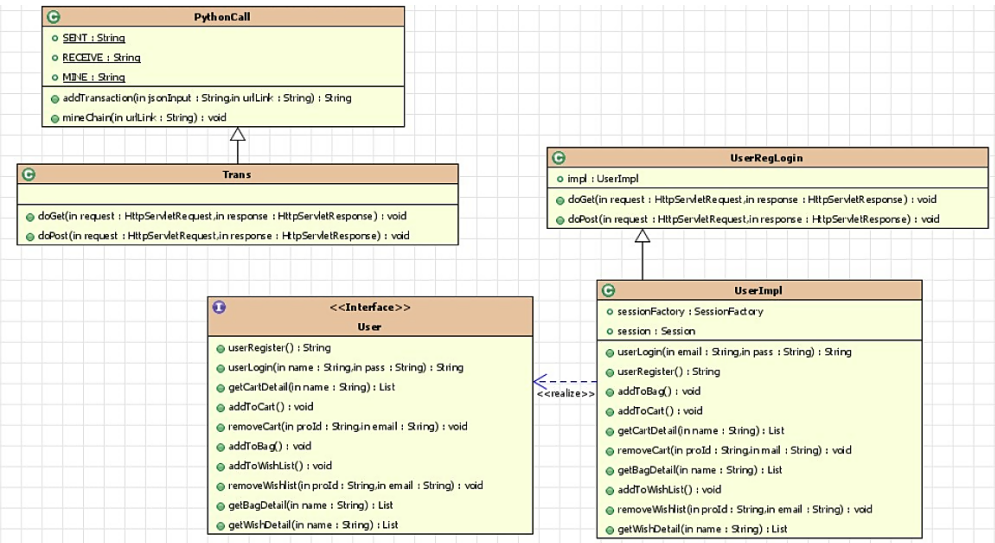 C
PythonCall
SENT : String
RECEIVE : String
MINE : String
addTransaction(in jsonInput : String,in urlLink : String) : String
mineChain(in urlLink : String) : void
C
Trans
doGet(in request : HttpServletRequest,in response : HttpServletResponse) : void
doPost(in request : HttpServletRequest,in response : HttpServletResponse) : void
C
UserRegLogin
impl : UserImpl
doGet(in request : HttpServletRequest,in response : HttpServletResponse) : void
doPost(in request : HttpServletRequest,in response : HttpServletResponse) : void
I
<<Interface>>
User
userRegister() : String
userLogin(in name : String,in pass : String) : String
getCartDetail(in name : String) : List
addToCart() : void
removeCart(in proId : String,in email : String) : void
addToBag() : void
addToWishList() : void
removeWishlist(in proId : String,in email : String) : void
getBagDetail(in name : String) : List
getWishDetail(in name : String) : List
<<realize>>
C
UserImpl
sessionFactory : SessionFactory
session : Session
userLogin(in email : String,in pass : String) : String
userRegister() : String
addToBag() : void
addToCart() : void
getCartDetail(in name : String) : List
removeCart(in proId : String,in mail : String) : void
getBagDetail(in name : String) : List
addToWishList() : void
removeWishlist(in proId : String,in email : String) : void
getWishDetail(in name : String) : List